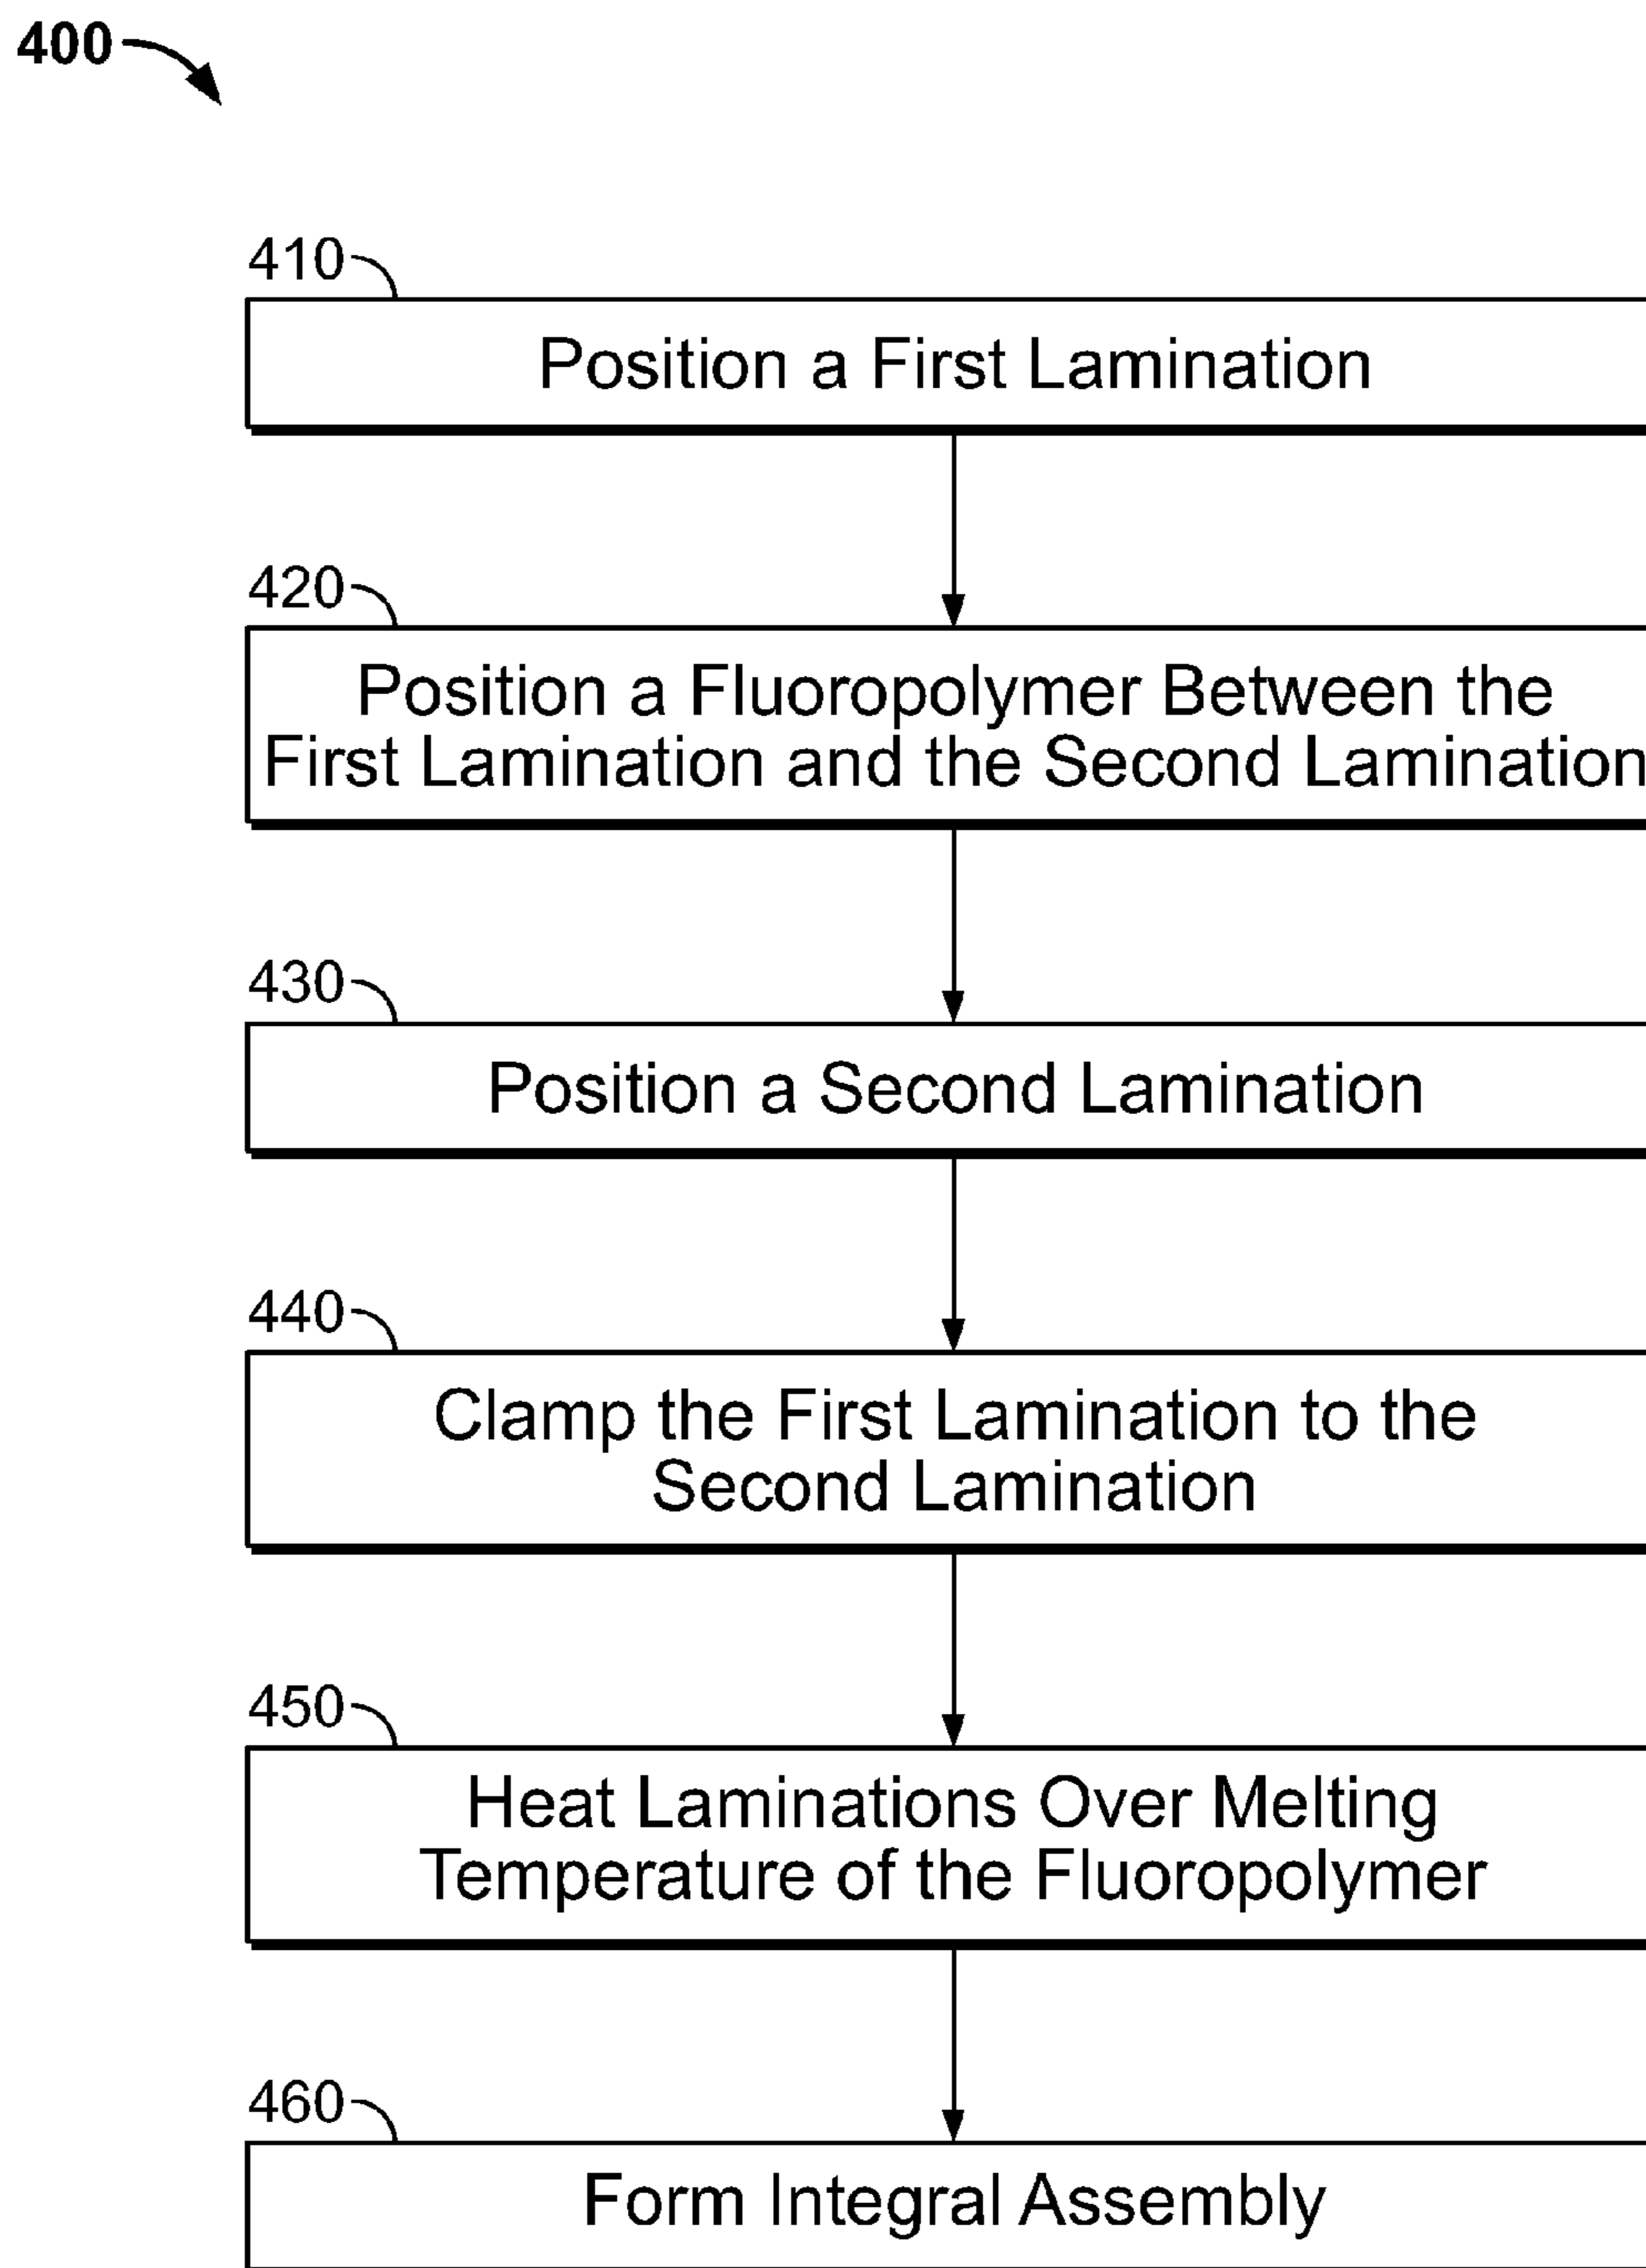 400
410
Position a First Lamination
420
Position a Fluoropolymer Between the
First Lamination and the Second Lamination
430
Position a Second Lamination
440
Clamp the First Lamination to the
Second Lamination
450
Heat Laminations Over Melting
Temperature of the Fluoropolymer
460
Form Integral Assembly